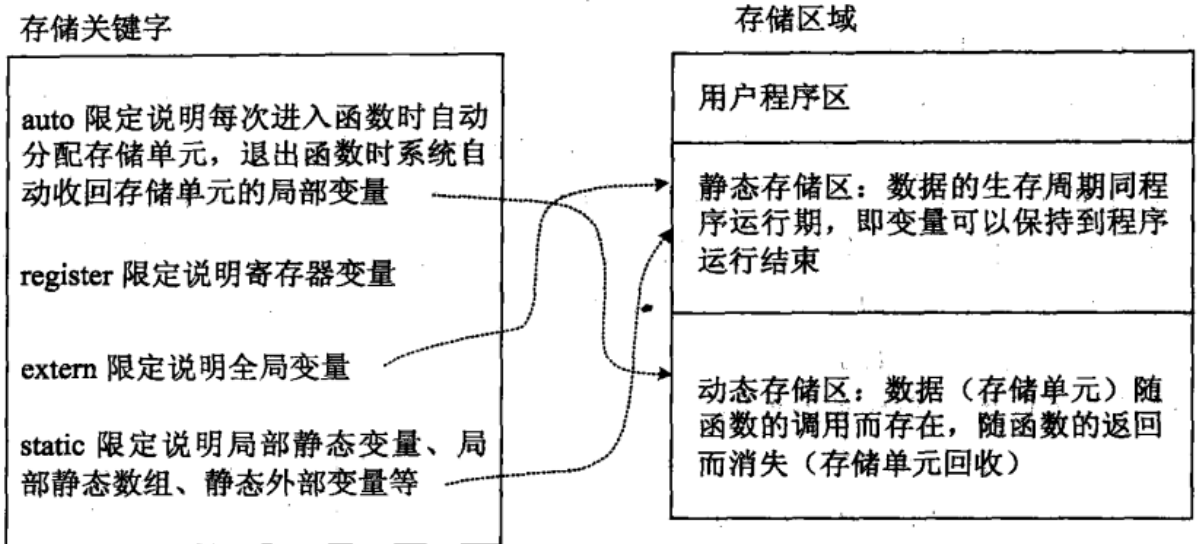 存储关键字
auto 限定说明每次进入函数时自动
分配存储单元，退出函数时系统自
动收回存储单元的局部变量
register 限定说明寄存器变量
extern 限定说明全局变量
static 限定说明局部静态变量、局
部静态数组、静态外部变量等
存储区域
用户程序区
静态存储区：数据的生存周期同程
序运行期，即变量可以保持到程序
运行结束
动态存储区：数据（存储单元）随
函数的调用而存在，随函数的返回
而消失（存储单元回收）